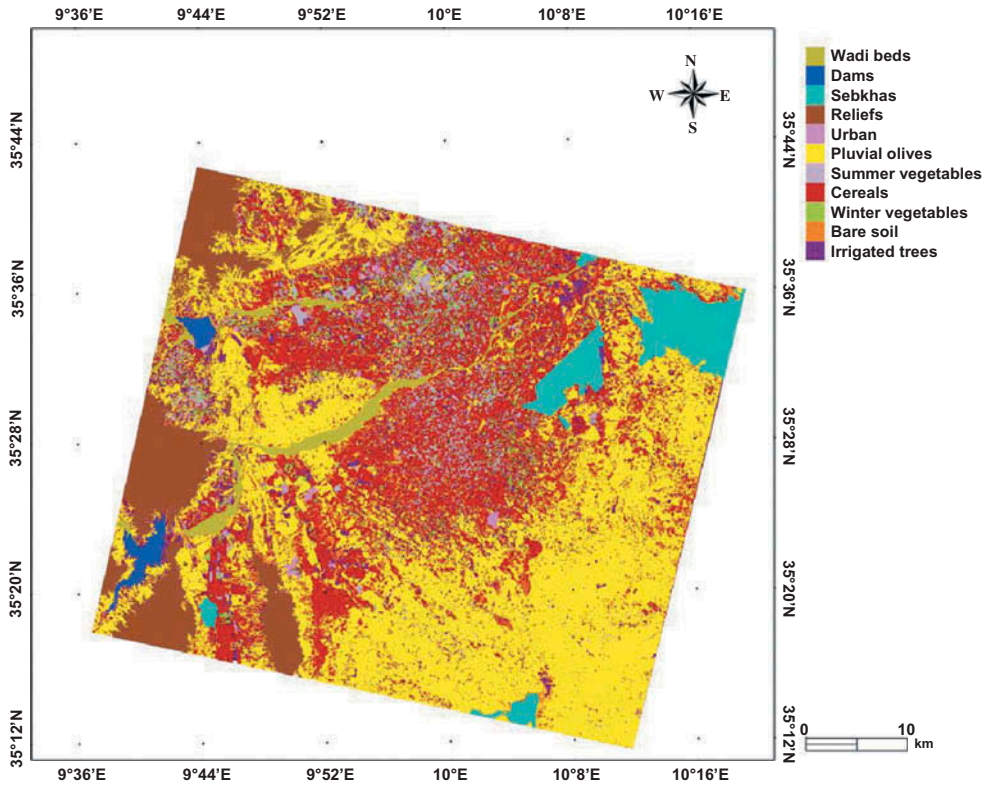 9°36’E 9°44’E 9°52’E 10°E 10°8’E 10°16’E
N
W E
S
35°44’N
35°36’N
35°28’N
35°20’N
35°12’N
35°44’N
35°36’N
35°28’N
35°20’N
35°12’N
Wadi beds
Dams
Sebkhas
Reliefs
Urban
Pluvial olives
Summer vegetables
Cereals
Winter vegetables
Bare soil
Irrigated trees
0 10
km
9°36’E 9°44’E 9°52’E 10°E 10°8’E 10°16’E